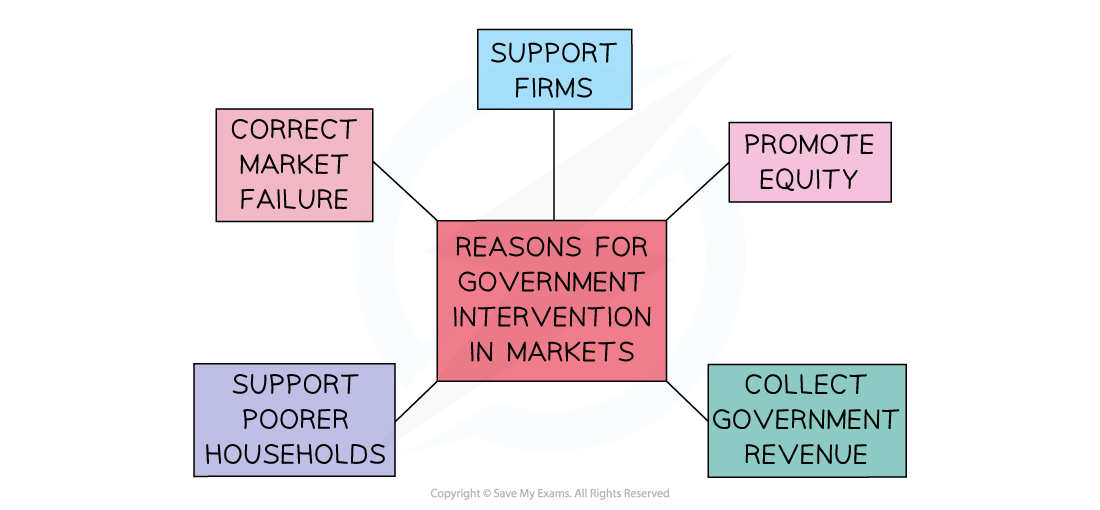 SUPPORT
FIRMS
CORRECT
MARKET
FAILURE
PROMOTE
EQUITY
REASONS FOR
GOVERNMENT
INTERVENTION
IN MARKETS
SUPPORT
POORER
HOUSEHOLDS
COLLECT
GOVERNMENT
REVENUE
Copyright © Save My Exams. All Rights Reserved